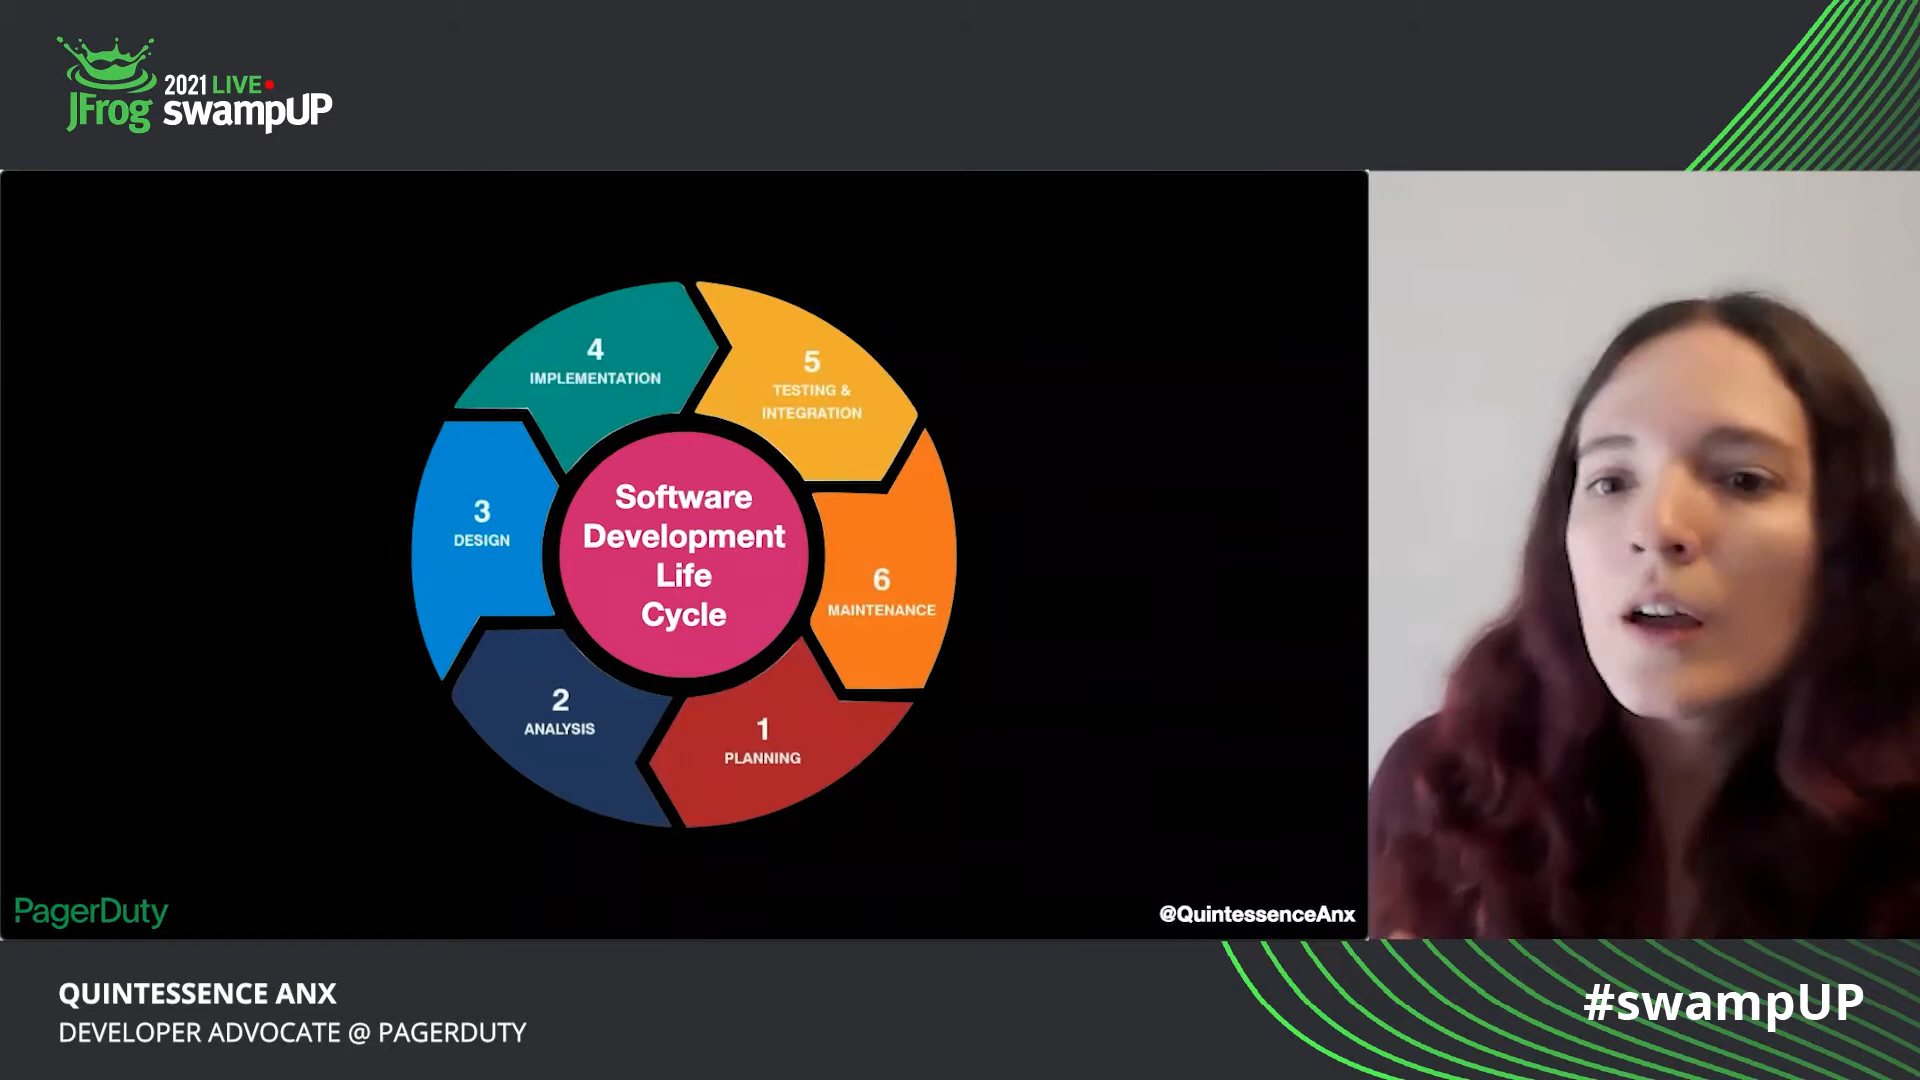 2021 LIVE
JFrog swampUP
4
IMPLEMENTATION
5
TESTING &
INTEGRATION
3
DESIGN
Software
Development
Life
Cycle
6
MAINTENANCE
2
ANALYSIS
1
PLANNING
PagerDuty
@QuintessenceAnx
QUINTESSENCE ANX
DEVELOPER ADVOCATE @ PAGERDUTY
#swampUP